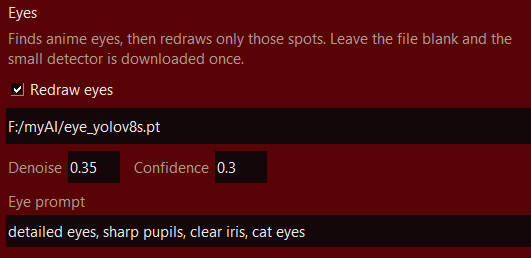 Eyes
Finds anime eyes, then redraws only those spots. Leave the file blank and the
small detector is downloaded once.
Redraw eyes
F:/myAI/eye_yolov8s.pt
Denoise 0.35 Confidence 0.3
Eye prompt
detailed eyes, sharp pupils, clear iris, cat eyes